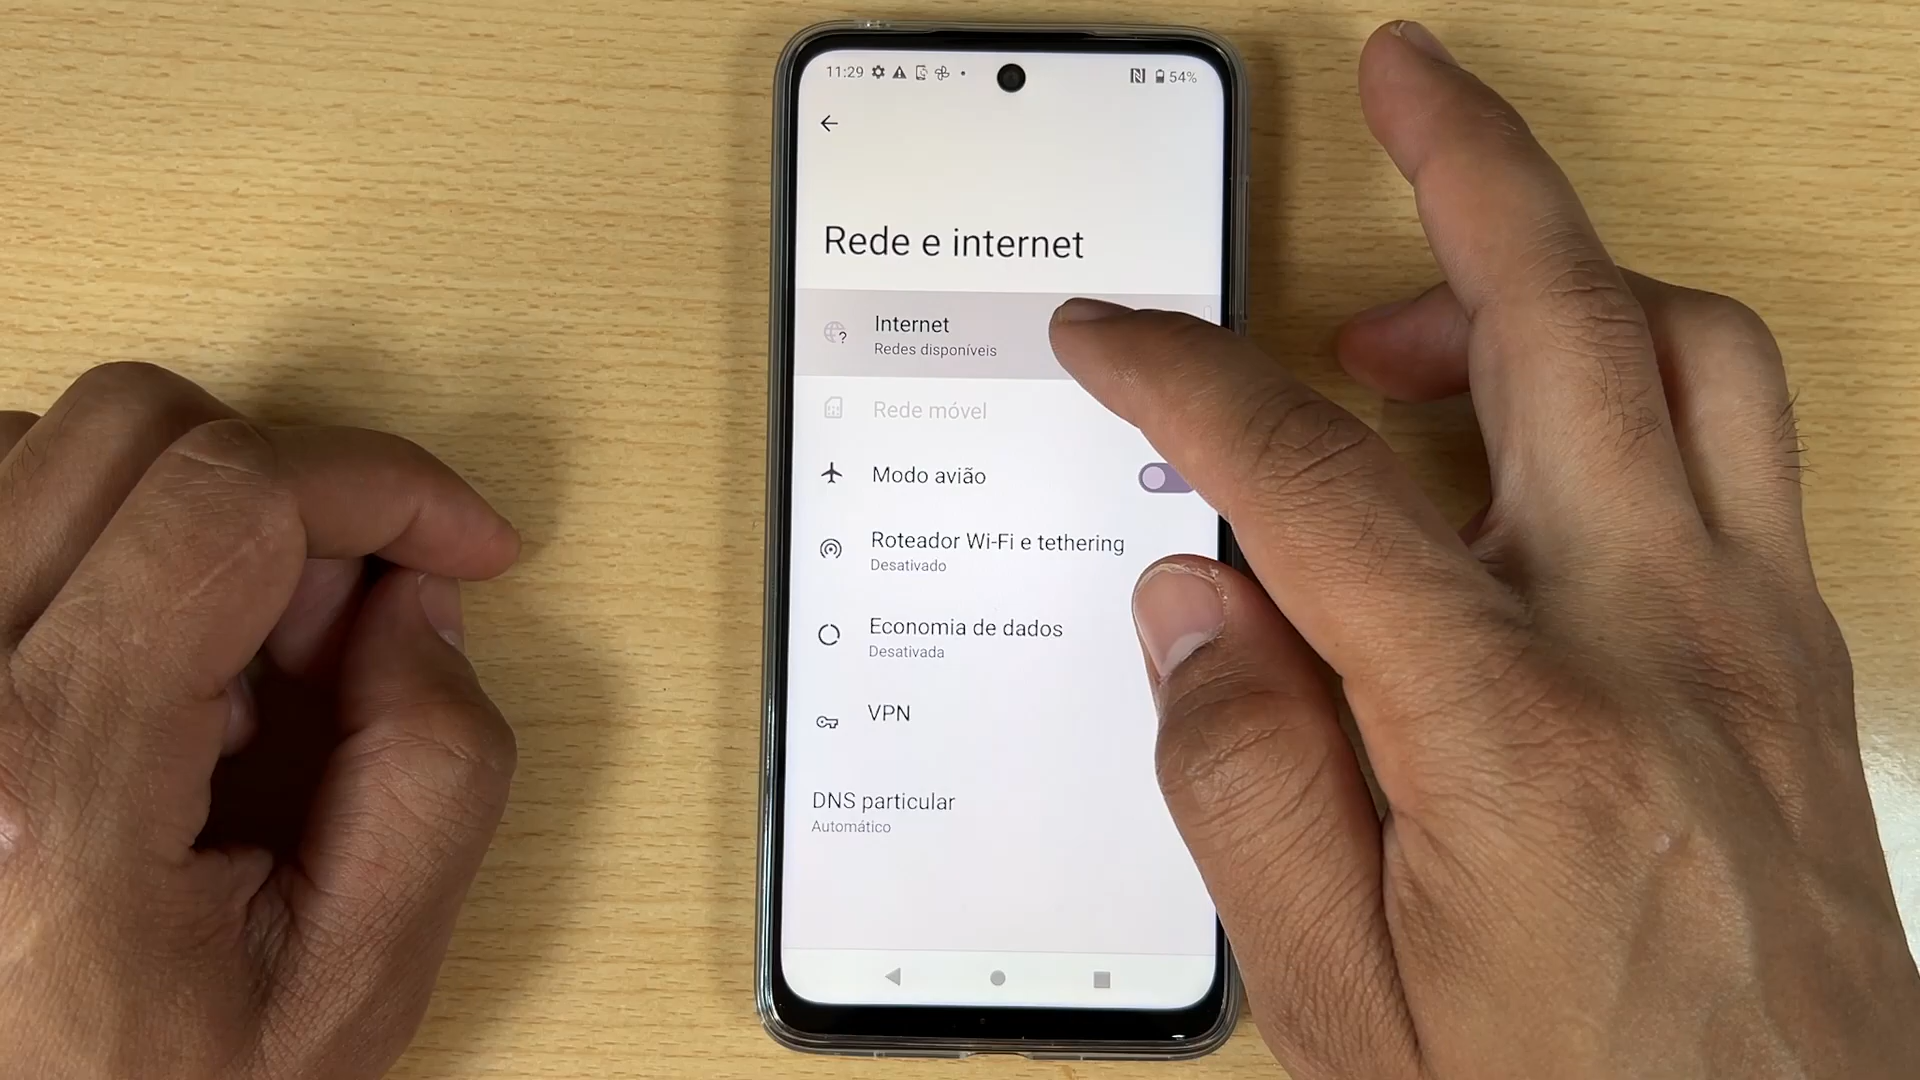 11:29 54%
Rede e internet
Internet
Redes disponíveis
Rede móvel
Modo avião
Roteador Wi-Fi e tethering
Desativado
Economia de dados
Desativada
VPN
DNS particular
Automático